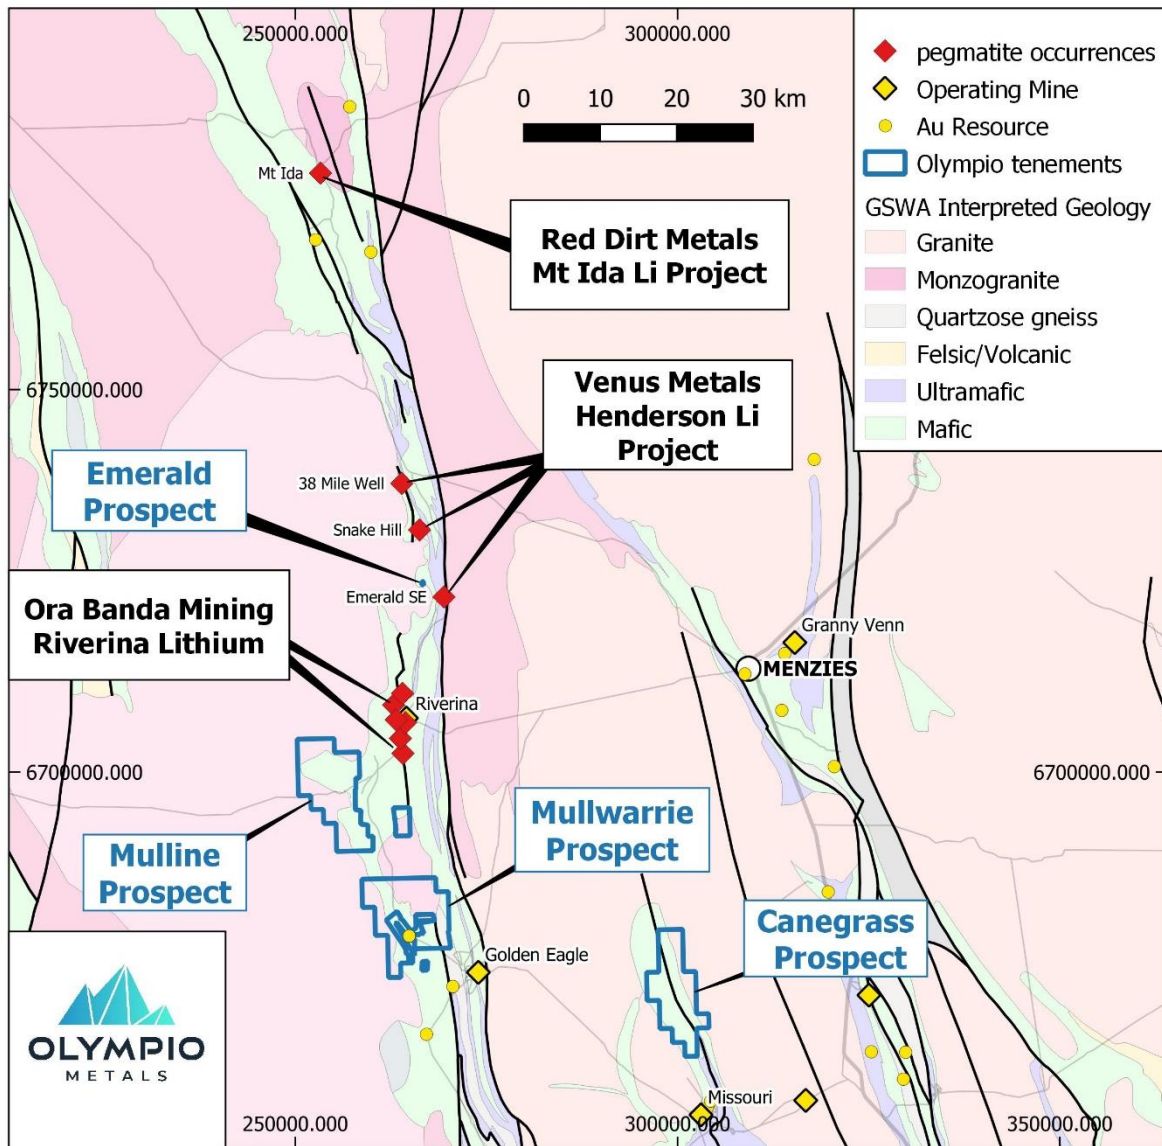 250000.000
300000.000
0 10 20 30 km
pegmatite occurrences
Operating Mine
Au Resource
Olympio tenements
GSWA Interpreted Geology
Granite
Monzogranite
Quartzose gneiss
Felsic/Volcanic
Ultramafic
Mafic
Mt Ida
Red Dirt Metals
Mt Ida Li Project
Venus Metals
Henderson Li
Project
6750000.000
Emerald
Prospect
38 Mile Well
Snake Hill
Emerald SE
Ora Banda Mining
Riverina Lithium
Granny Venn
MENZIES
Riverina
6700000.000
6700000.000
Mulline
Prospect
Mullwarrie
Prospect
Canegrass
Prospect
Golden Eagle
OLYMPIO
METALS
Missouri
250000.000
300000.000
350000.000